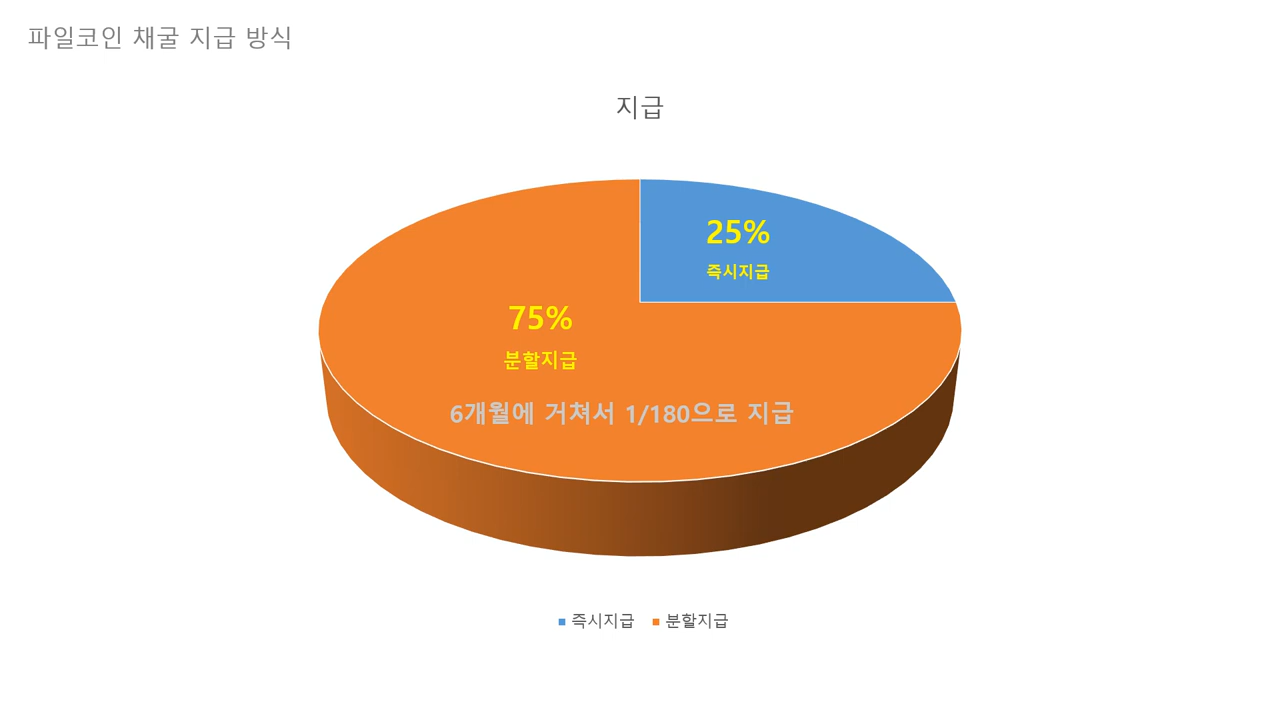 파일코인 채굴 지급 방식
지급
25%
즉시지급
75%
분할지급
6개월에 거쳐서 1/180으로 지급
즉시지급 분할지급